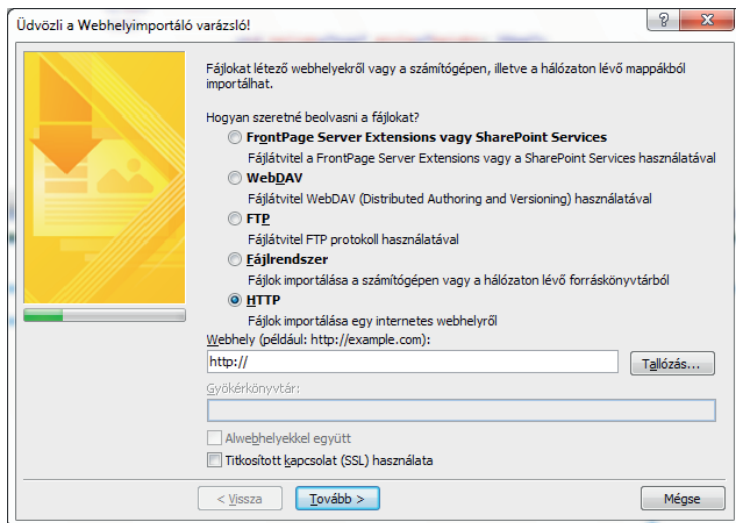 Üdvözli a Webhelyimportáló varázsló!
Fájlokat létező webhelyekről vagy a számítógépen, illetve a hálózaton lévő mappákból
importálhat.
Hogyan szeretné beolvasni a fájlokat?
FrontPage Server Extensions vagy SharePoint Services
Fájlátvitel a FrontPage Server Extensions vagy a SharePoint Services használatával
WebDAV
Fájlátvitel WebDAV (Distributed Authoring and Versioning) használatával
FTP
Fájlátvitel FTP protokoll használatával
Fájlrendszer
Fájlok importálása a számítógépen vagy a hálózaton lévő forráskönyvtárból
HTTP
Fájlok importálása egy internetes webhelyről
Webhely (például: http://example.com):
http:// Tallózás...
Gyökérkönyvtár:
Alwebhelyekkel együtt
Titkosított kapcsolat (SSL) használata
< Vissza Tovább > Mégse